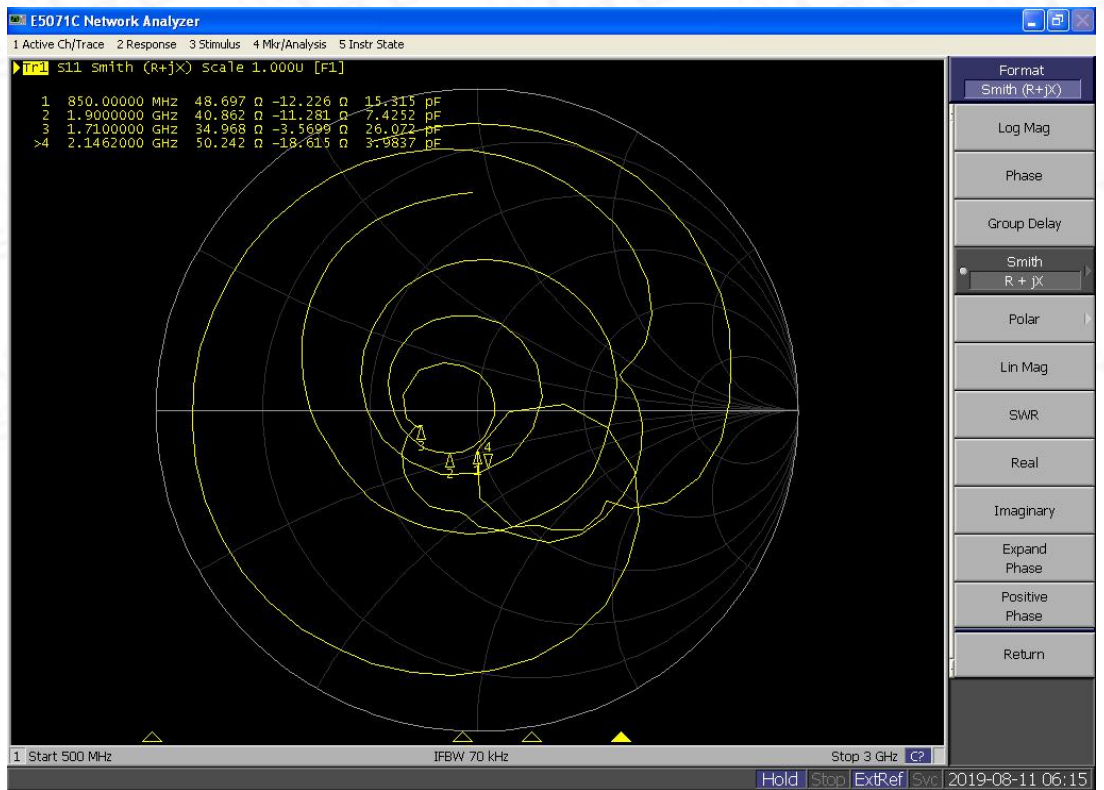 E5071C Network Analyzer
1 Active Ch/Trace 2 Response 3 Stimulus 4 Mkr/Analysis 5 Instr State
Tr1 S11 Smith (R+jX) Scale 1.000U [F1]
1 850.00000 MHz 48.697 Ω -12.226 Ω 15.315 pF
2 1.9000000 GHz 40.862 Ω -11.281 Ω 7.4252 pF
3 1.7100000 GHz 34.968 Ω -3.5699 Ω 26.072 pF
>4 2.1462000 GHz 50.242 Ω -18.615 Ω 3.9837 pF
3
2
1
4
Format
Smith (R+jX)
Log Mag
Phase
Group Delay
Smith
R + jX
Polar
Lin Mag
SWR
Real
Imaginary
Expand
Phase
Positive
Phase
Return
1 Start 500 MHz IFBW 70 kHz Stop 3 GHz C?
Hold Stop ExtRef Svc 2019-08-11 06:15